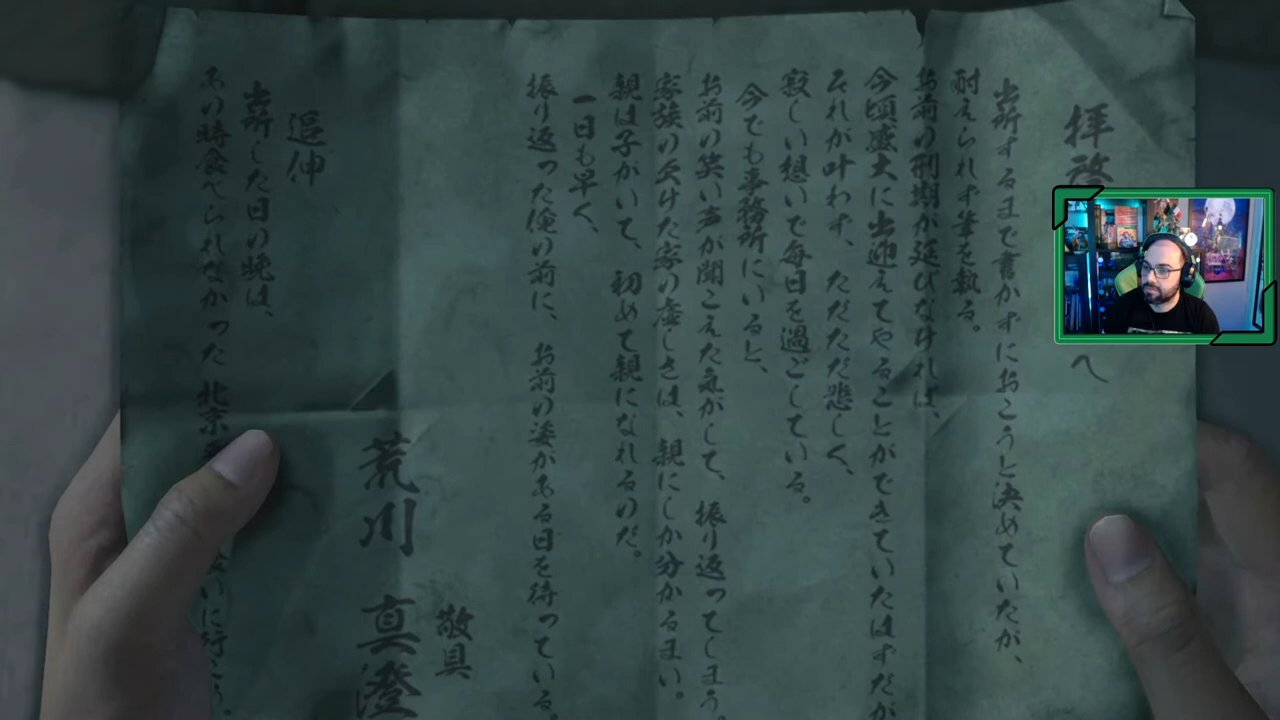 拝啓
へ
出所するまで書かずにおこうと決めていたが、
耐えられず筆を執る。
お前の刑期が延びなければ、
今頃盛大に出迎えてやることができていたはずだが
それが叶わず、ただただ悲しく、
寂しい想いで毎日を過ごしている。
今でも事務所にいると、
お前の笑い声が聞こえた気がして、振り返ってしまう。
家族の欠けた家の虚しさは、親にしか分かるまい。
親は子がいて、初めて親になれるのだ。
一日も早く、
振り返った俺の前に、お前の姿がある日を待っている。
敬具
荒川 真澄
追伸
出所した日の晩は、
あの時食べられなかった北京 いに行こう。